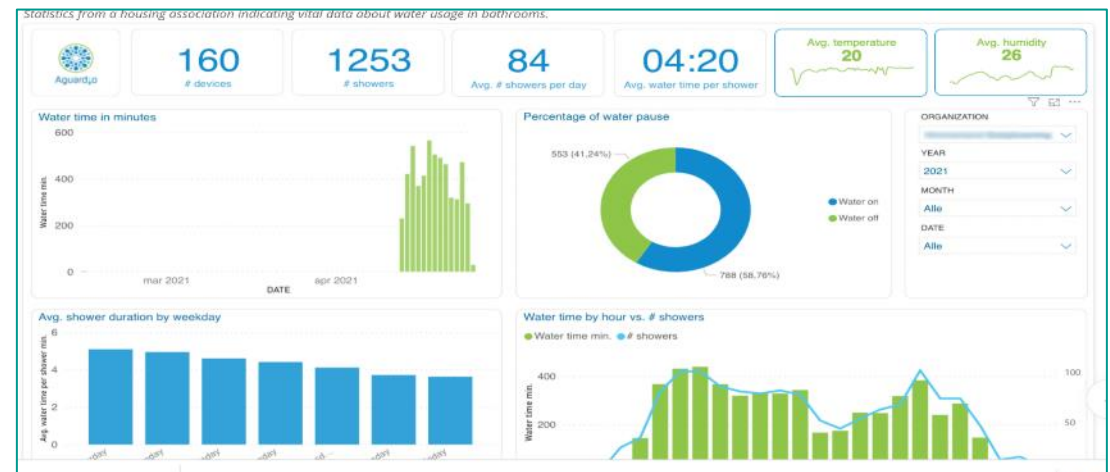 Statistics from a housing association indicating vital data about water usage in bathrooms.
Aguardio
160
# devices
1253
# showers
84
Avg. # showers per day
04:20
Avg. water time per shower
Avg. temperature
20
Avg. humidity
26
Water time in minutes
Water time min.
600
400
200
0
mar 2021
apr 2021
DATE
Percentage of water pause
553 (41,24%)
788 (58,76%)
Water on
Water off
ORGANIZATION
YEAR
2021
MONTH
Alle
DATE
Alle
Avg. shower duration by weekday
Avg. water time per shower min.
6
4
2
0
Water time by hour vs. # showers
Water time min.
# showers
Water time min.
400
200
100
50